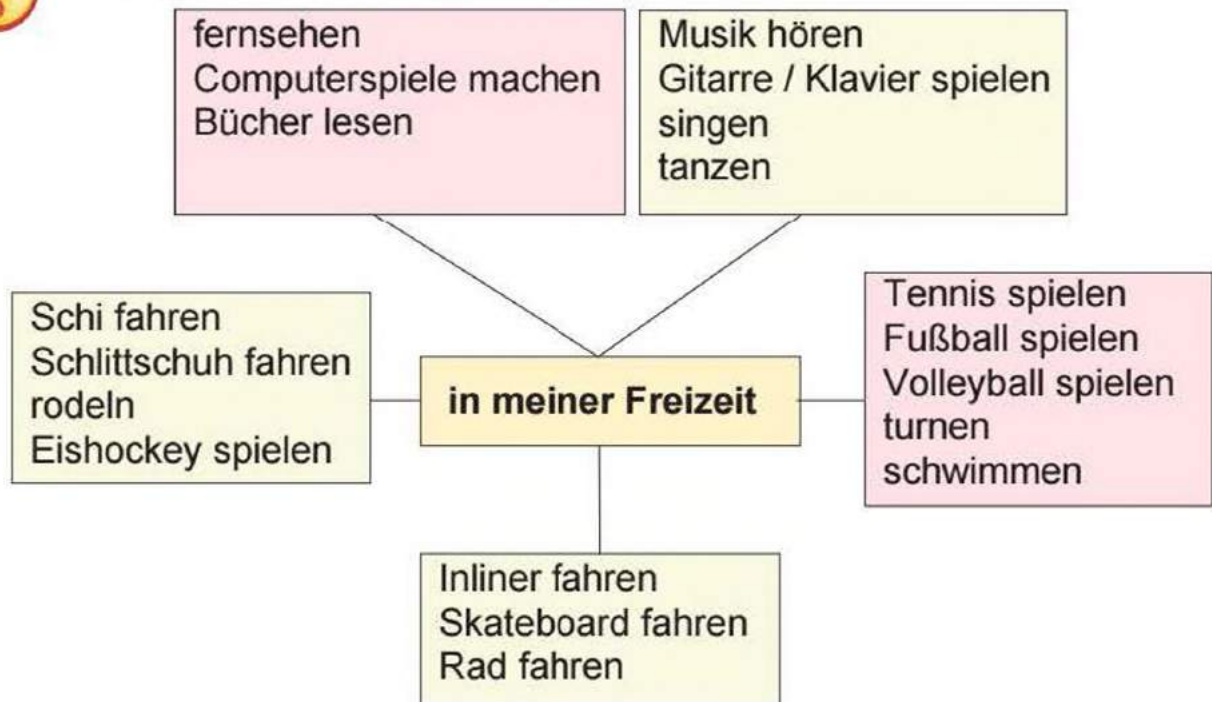 fernsehen
Computerspiele machen
Bücher lesen
Musik hören
Gitarre / Klavier spielen
singen
tanzen
Schi fahren
Schlittschuh fahren
rodeln
Eishockey spielen
in meiner Freizeit
Tennis spielen
Fußball spielen
Volleyball spielen
turnen
schwimmen
Inliner fahren
Skateboard fahren
Rad fahren